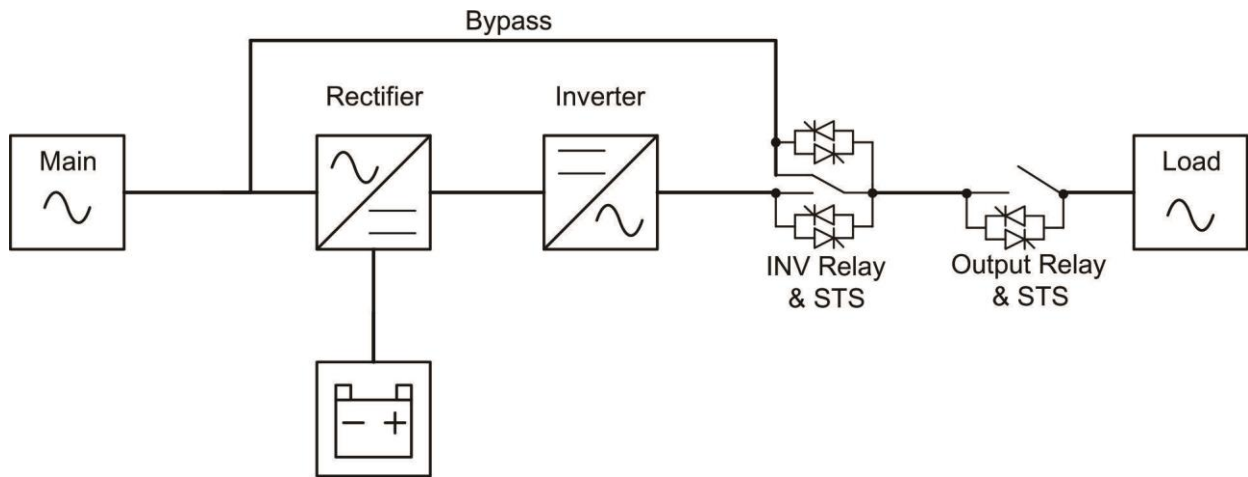 Bypass
Rectifier
Inverter
Main
Load
INV Relay
& STS
Output Relay
& STS